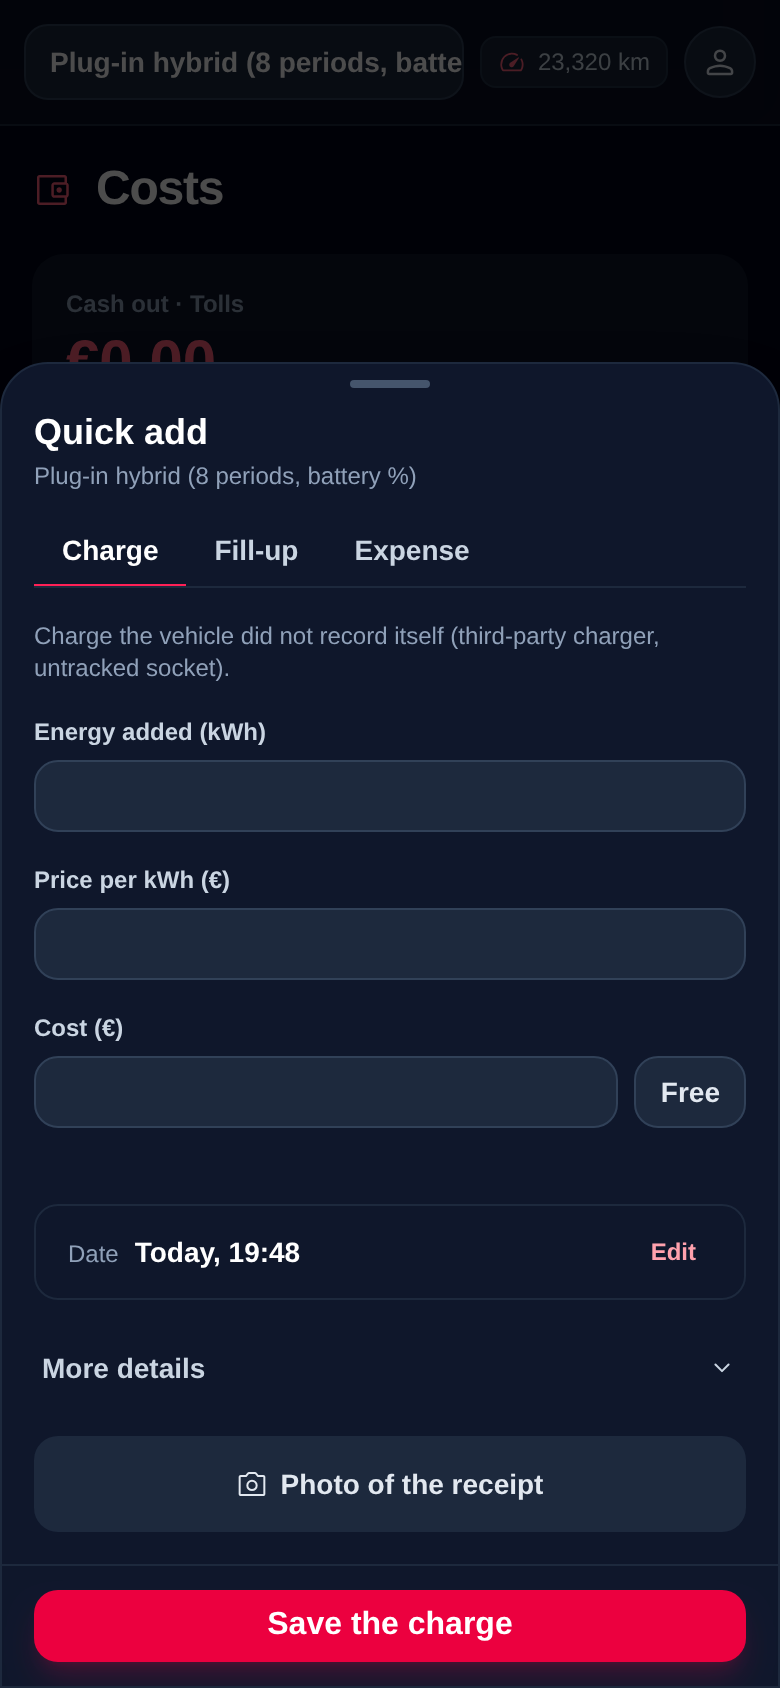 Plug-in hybrid (8 periods, batte
23,320 km
Costs
Cash out · Tolls
€0.00
Quick add
Plug-in hybrid (8 periods, battery %)
Charge
Fill-up
Expense
Charge the vehicle did not record itself (third-party charger,
untracked socket).
Energy added (kWh)
Price per kWh (€)
Cost (€)
Free
Date Today, 19:48
Edit
More details
Photo of the receipt
Save the charge